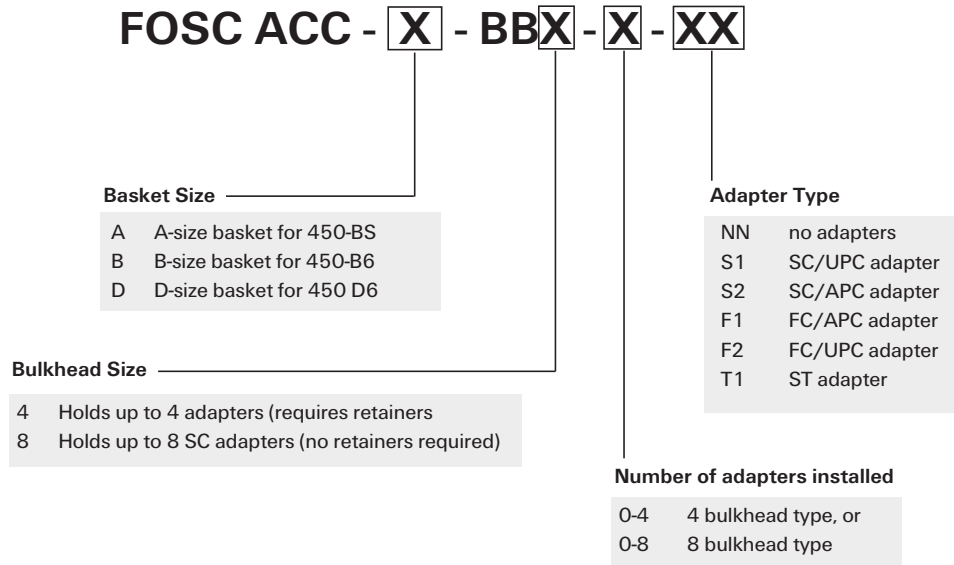 FOSC ACC - X - BBX - X - XX
Basket Size
A A-size basket for 450-BS
B B-size basket for 450-B6
D D-size basket for 450 D6
Adapter Type
NN no adapters
S1 SC/UPC adapter
S2 SC/APC adapter
F1 FC/APC adapter
F2 FC/UPC adapter
T1 ST adapter
Bulkhead Size
4 Holds up to 4 adapters (requires retainers
8 Holds up to 8 SC adapters (no retainers required)
Number of adapters installed
0-4 4 bulkhead type, or
0-8 8 bulkhead type